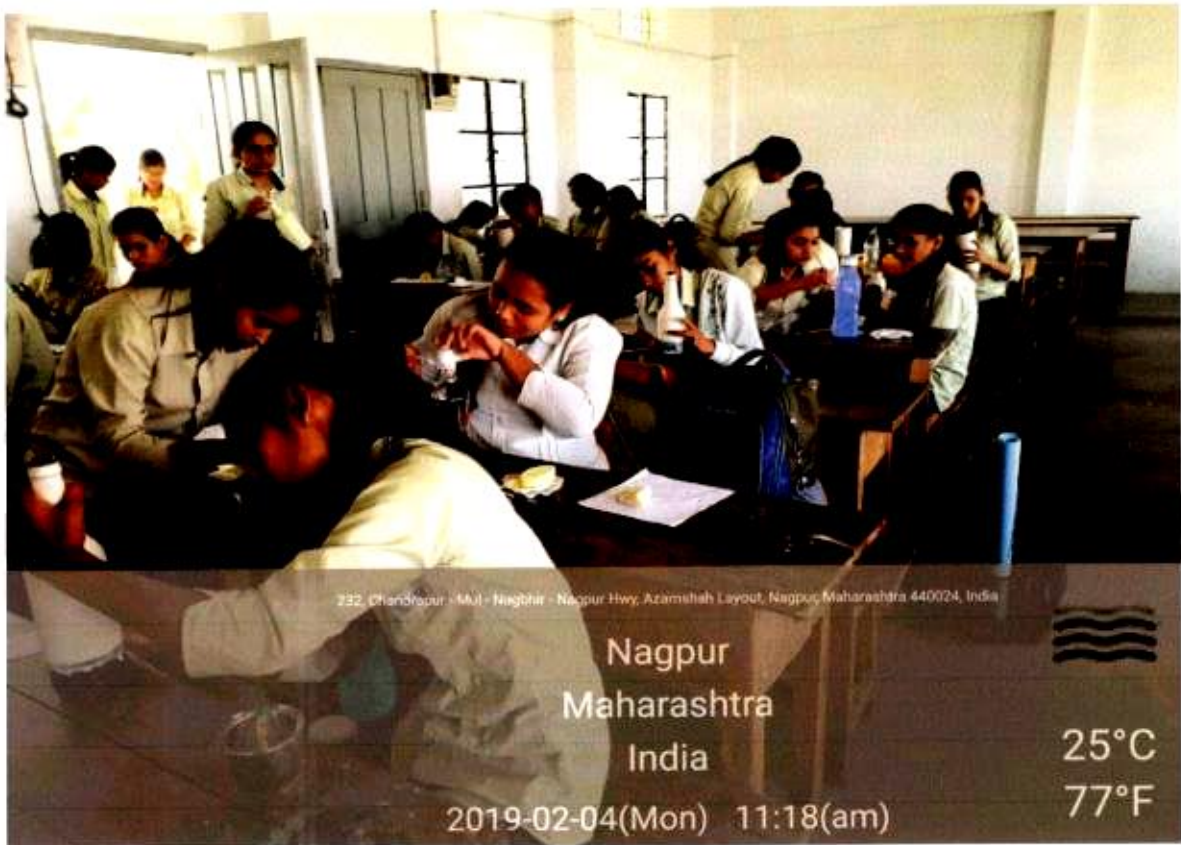 232, Chandrapur - Mul - Nagbhir - Nagpur Hwy, Azamshah Layout, Nagpur, Maharashtra 440024, India
Nagpur
Maharashtra
India
25°C
77°F
2019-02-04(Mon) 11:18(am)